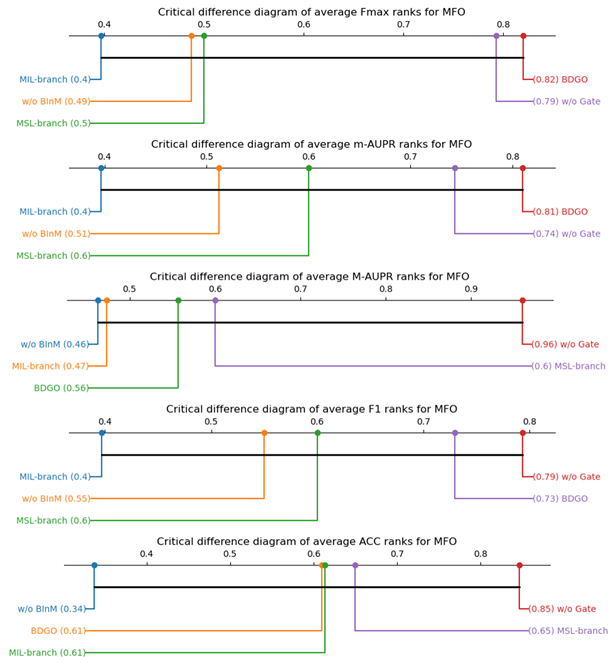 Critical difference diagram of average Fmax ranks for MFO
0.4 0.5 0.6 0.7 0.8
MIL-branch (0.4) (0.82) BDGO
w/o BInM (0.49) (0.79) w/o Gate
MSL-branch (0.5)
Critical difference diagram of average m-AUPR ranks for MFO
0.4 0.5 0.6 0.7 0.8
MIL-branch (0.4) (0.81) BDGO
w/o BInM (0.51) (0.74) w/o Gate
MSL-branch (0.6)
Critical difference diagram of average M-AUPR ranks for MFO
0.5 0.6 0.7 0.8 0.9
w/o BInM (0.46) (0.96) w/o Gate
MIL-branch (0.47) (0.6) MSL-branch
BDGO (0.56)
Critical difference diagram of average F1 ranks for MFO
0.4 0.5 0.6 0.7 0.8
MIL-branch (0.4) (0.79) w/o Gate
w/o BInM (0.55) (0.73) BDGO
MSL-branch (0.6)
Critical difference diagram of average ACC ranks for MFO
0.4 0.5 0.6 0.7 0.8
w/o BInM (0.34) (0.85) w/o Gate
BDGO (0.61) (0.65) MSL-branch
MIL-branch (0.61)